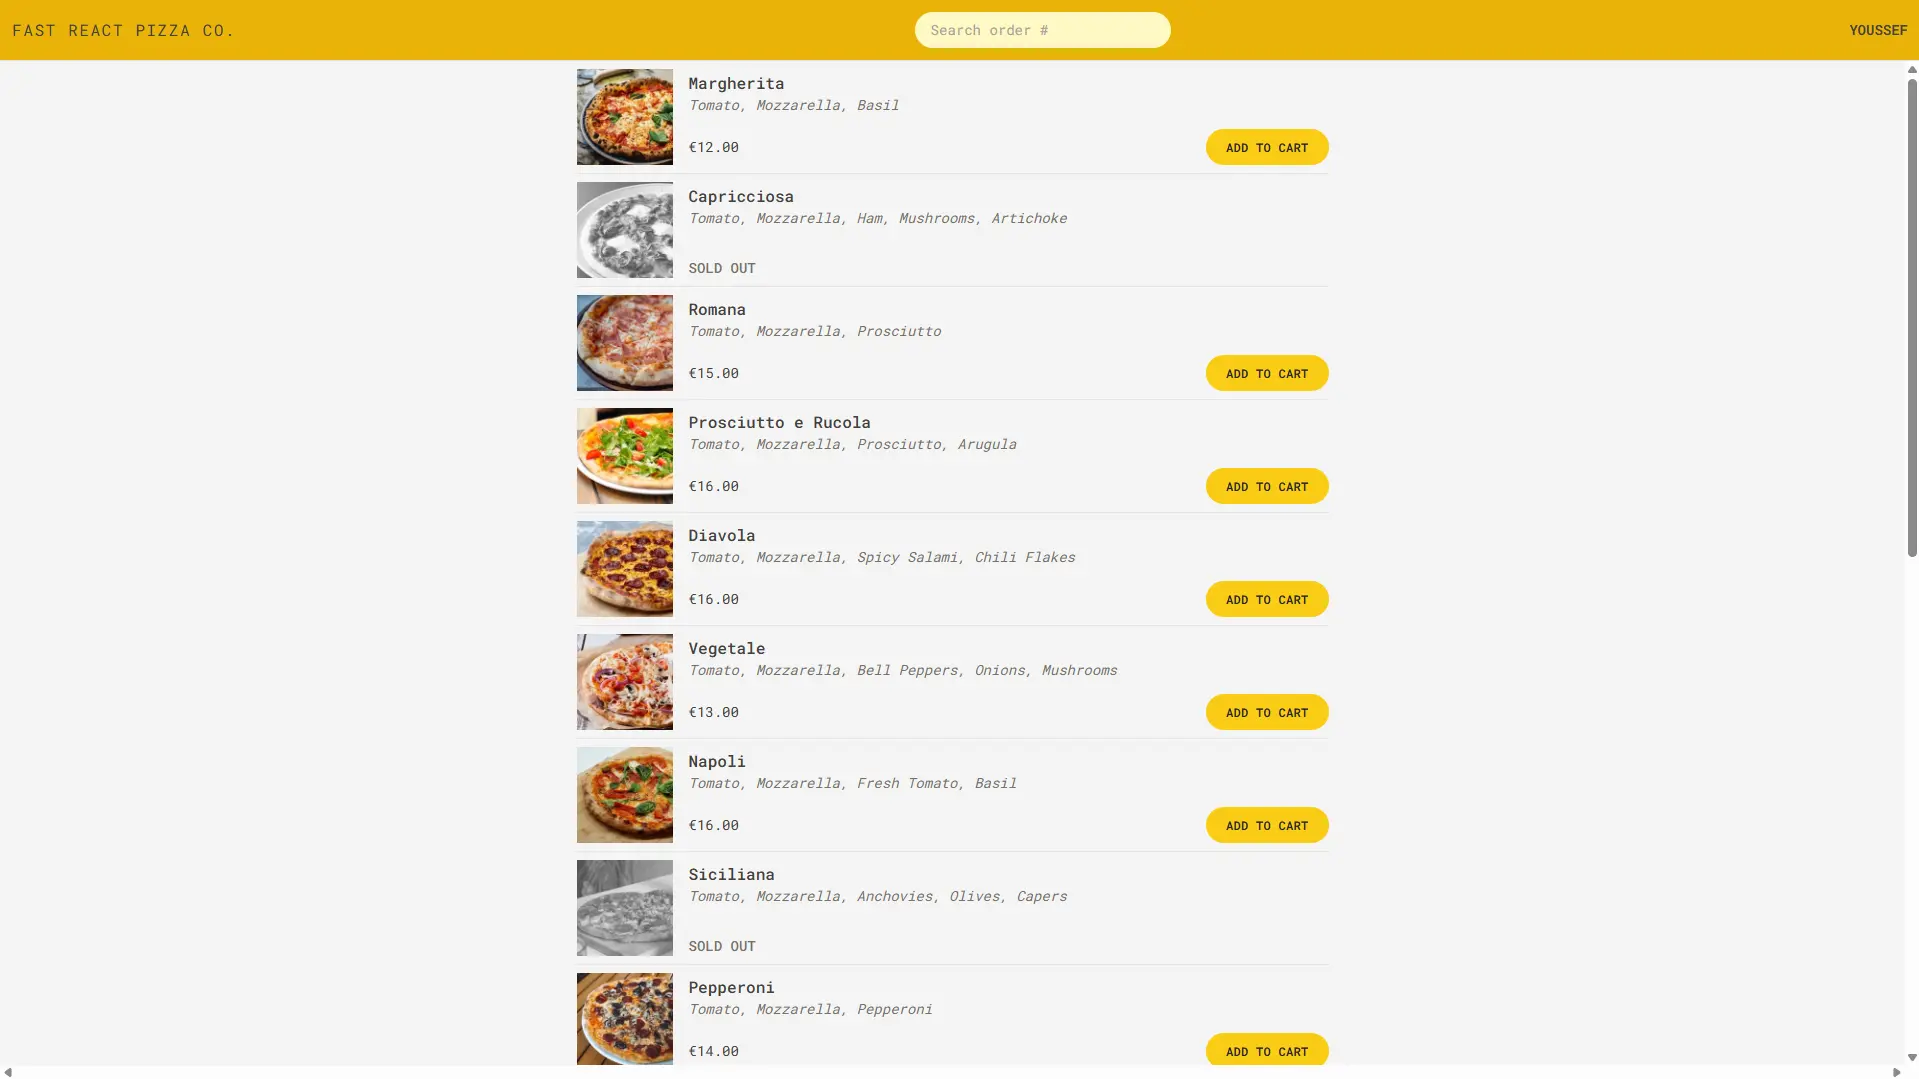 FAST REACT PIZZA CO.
Search order #
YOUSSEF
Margherita
Tomato, Mozzarella, Basil
€12.00
ADD TO CART
Capricciosa
Tomato, Mozzarella, Ham, Mushrooms, Artichoke
SOLD OUT
Romana
Tomato, Mozzarella, Prosciutto
€15.00
ADD TO CART
Prosciutto e Rucola
Tomato, Mozzarella, Prosciutto, Arugula
€16.00
ADD TO CART
Diavola
Tomato, Mozzarella, Spicy Salami, Chili Flakes
€16.00
ADD TO CART
Vegetale
Tomato, Mozzarella, Bell Peppers, Onions, Mushrooms
€13.00
ADD TO CART
Napoli
Tomato, Mozzarella, Fresh Tomato, Basil
€16.00
ADD TO CART
Siciliana
Tomato, Mozzarella, Anchovies, Olives, Capers
SOLD OUT
Pepperoni
Tomato, Mozzarella, Pepperoni
€14.00
ADD TO CART